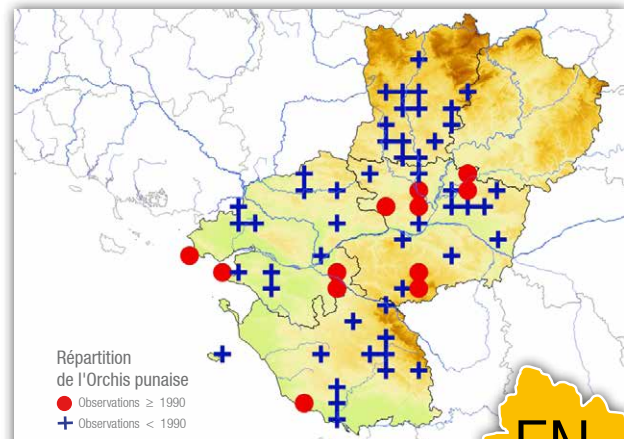 Répartition
de l'Orchis punaise
Observations ≥ 1990
Observations < 1990
EN